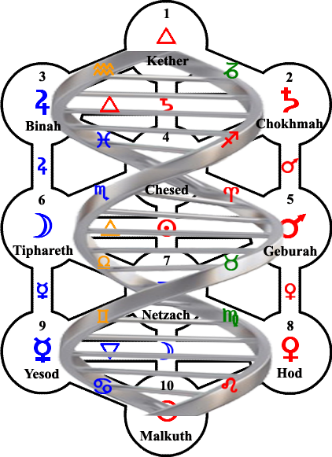 1
△
Kether
♒ ♑
3 2
♃ △ ♄ ♄
Binah Chokhmah
♓ 4 ♐
♃ ♂
♏ Chesed ♈
6 5
☽ △ ☉ ♂
Tiphareth Geburah
♌ 7 ♉
☿ ♀
♊ Netzach ♍
9 8
☿ ▽ ☽ ♀
Yesod Hod
♋ 10 ♌
Malkuth